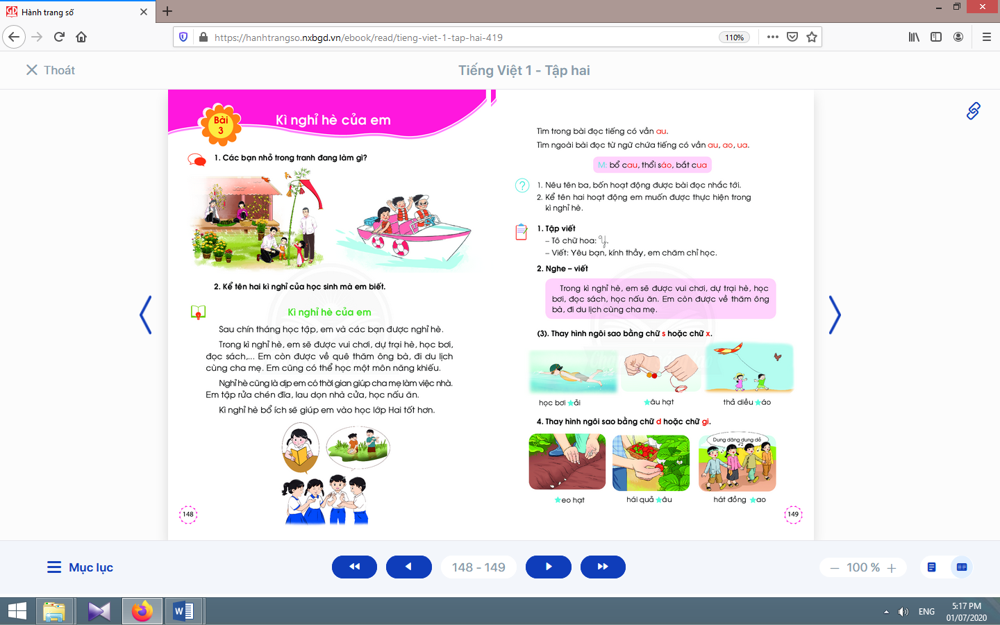 Hành trang số
https://hanhtrangso.nxbgd.vn/ebook/read/tieng-viet-1-tap-hai-419
110%
Thoát
Tiếng Việt 1 - Tập hai
Bài
3
Kì nghỉ hè của em
1. Các bạn nhỏ trong tranh đang làm gì?
2. Kể tên hai kì nghỉ của học sinh mà em biết.
Kì nghỉ hè của em
Sau chín tháng học tập, em và các bạn được nghỉ hè.
Trong kì nghỉ hè, em sẽ được vui chơi, dự trại hè, học bơi,
đọc sách,... Em còn được về quê thăm ông bà, đi du lịch
cùng cha mẹ. Em cũng có thể học một môn năng khiếu.
Nghỉ hè cũng là dịp em có thời gian giúp cha mẹ làm việc nhà.
Em tập rửa chén đĩa, lau dọn nhà cửa, học nấu ăn.
Kì nghỉ hè bổ ích sẽ giúp em vào học lớp Hai tốt hơn.
148
Tìm trong bài đọc tiếng có vần au.
Tìm ngoài bài đọc từ ngữ chứa tiếng có vần au, ao, ua.
M: bổ cau, thổi sáo, bắt cua
?
1. Nêu tên ba, bốn hoạt động được bài đọc nhắc tới.
2. Kể tên hai hoạt động em muốn được thực hiện trong
kì nghỉ hè.
1. Tập viết
– Tô chữ hoa: Y.
– Viết: Yêu bạn, kính thầy, em chăm chỉ học.
2. Nghe – viết
Trong kì nghỉ hè, em sẽ được vui chơi, dự trại hè, học
bơi, đọc sách, học nấu ăn. Em còn được về thăm ông
bà, đi du lịch cùng cha mẹ.
(3). Thay hình ngôi sao bằng chữ s hoặc chữ x.
học bơi ★ải
★âu hạt
thả diều ★áo
4. Thay hình ngôi sao bằng chữ d hoặc chữ gi.
Dung dăng dung dẻ
★eo hạt
hái quả ★âu
hát đồng ★ao
149
Mục lục
148 - 149
100 %
ENG
5:17 PM
01/07/2020